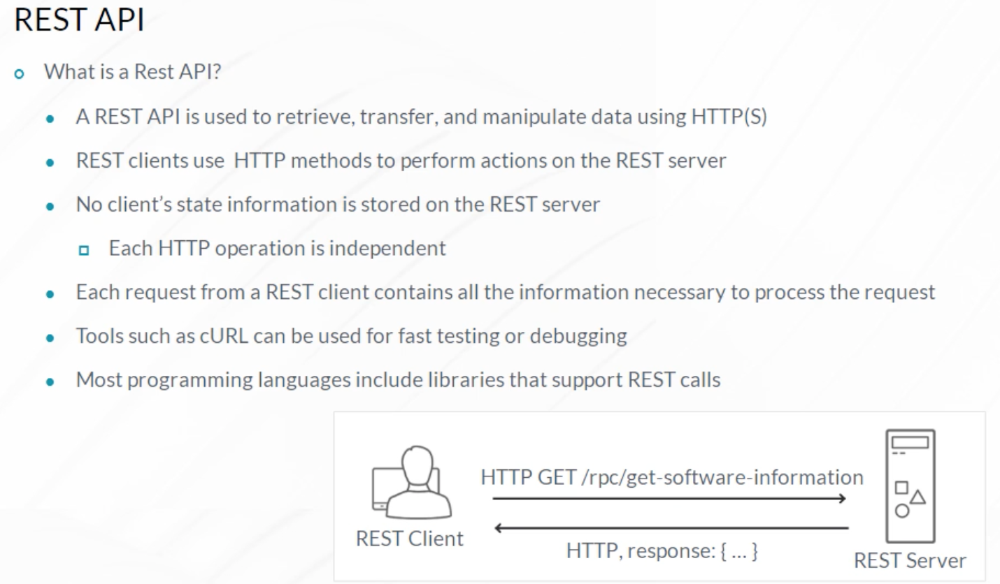 REST API
What is a Rest API?
A REST API is used to retrieve, transfer, and manipulate data using HTTP(S)
REST clients use  HTTP methods to perform actions on the REST server
No client’s state information is stored on the REST server
Each HTTP operation is independent
Each request from a REST client contains all the information necessary to process the request
Tools such as cURL can be used for fast testing or debugging
Most programming languages include libraries that support REST calls
HTTP GET /rpc/get-software-information
REST Client
HTTP, response: { ... }
REST Server